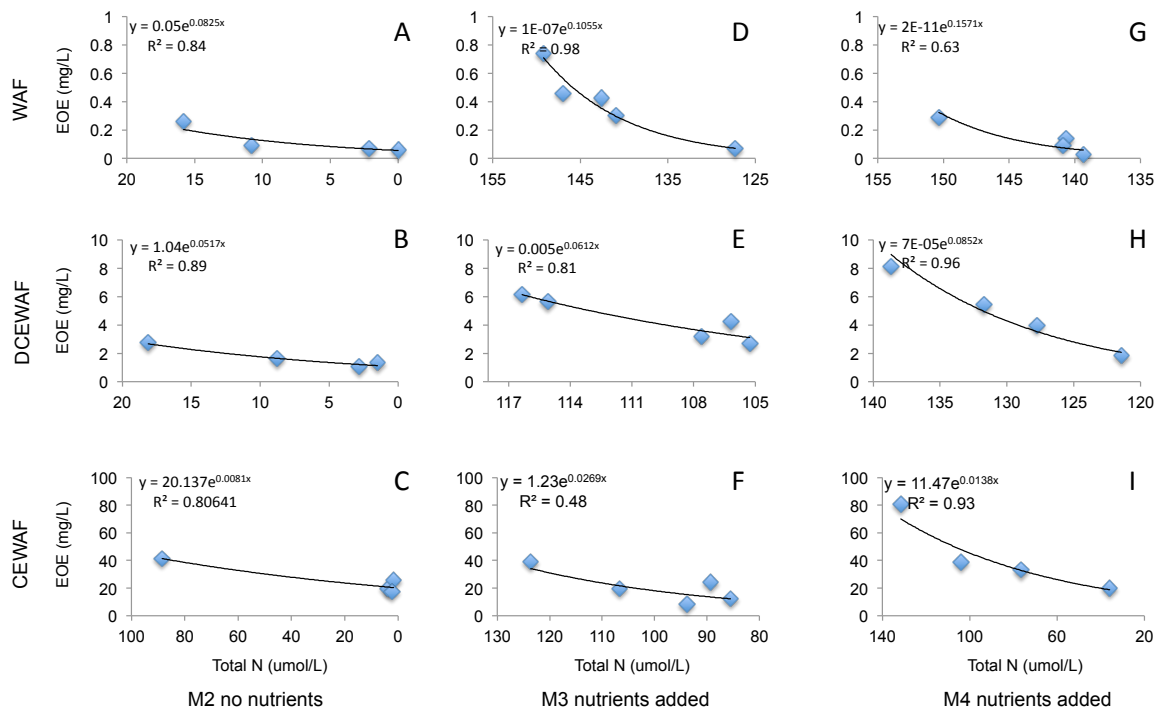 WAF
EOE (mg/L)
1
0.8
0.6
0.4
0.2
0
y = 0.05e^0.0825x
R² = 0.84
A
20 15 10 5 0
1
0.8
0.6
0.4
0.2
0
y = 1E-07e^0.1055x
R² = 0.98
D
155 145 135 125
1
0.8
0.6
0.4
0.2
0
y = 2E-11e^0.1571x
R² = 0.63
G
155 150 145 140 135
DCEWAF
EOE (mg/L)
10
8
6
4
2
0
y = 1.04e^0.0517x
R² = 0.89
B
20 15 10 5 0
10
8
6
4
2
0
y = 0.005e^0.0612x
R² = 0.81
E
117 114 111 108 105
10
8
6
4
2
0
y = 7E-05e^0.0852x
R² = 0.96
H
140 135 130 125 120
CEWAF
EOE (mg/L)
100
80
60
40
20
0
y = 20.137e^0.0081x
R² = 0.80641
C
100 80 60 40 20 0
Total N (umol/L)
M2 no nutrients
100
80
60
40
20
0
y = 1.23e^0.0269x
R² = 0.48
F
130 120 110 100 90 80
Total N (umol/L)
M3 nutrients added
100
80
60
40
20
0
y = 11.47e^0.0138x
R² = 0.93
I
140 100 60 20
Total N (umol/L)
M4 nutrients added